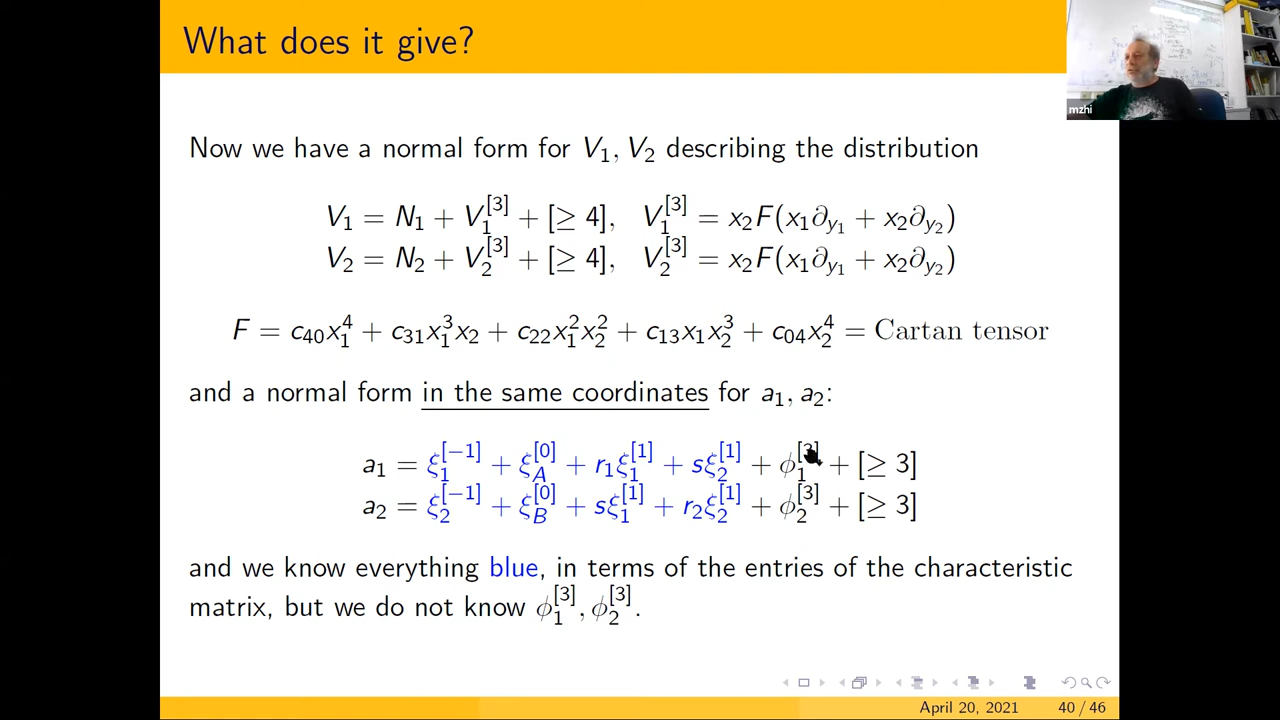 What does it give?
mzhi
Now we have a normal form for V₁, V₂ describing the distribution
V₁ = N₁ + V₁^[3] + [≥ 4], V₁^[3] = x₂F(x₁∂_y₁ + x₂∂_y₂)
V₂ = N₂ + V₂^[3] + [≥ 4], V₂^[3] = x₂F(x₁∂_y₁ + x₂∂_y₂)
F = c₄₀x₁⁴ + c₃₁x₁³x₂ + c₂₂x₁²x₂² + c₁₃x₁x₂³ + c₀₄x₂⁴ = Cartan tensor
and a normal form in the same coordinates for a₁, a₂:
a₁ = ξ₁^[-1] + ξ_A^[0] + r₁ξ₁^[1] + sξ₂^[1] + ϕ₁^[3] + [≥ 3]
a₂ = ξ₂^[-1] + ξ_B^[0] + sξ₁^[1] + r₂ξ₂^[1] + ϕ₂^[3] + [≥ 3]
and we know everything blue, in terms of the entries of the characteristic
matrix, but we do not know ϕ₁^[3], ϕ₂^[3].
April 20, 2021 40 / 46